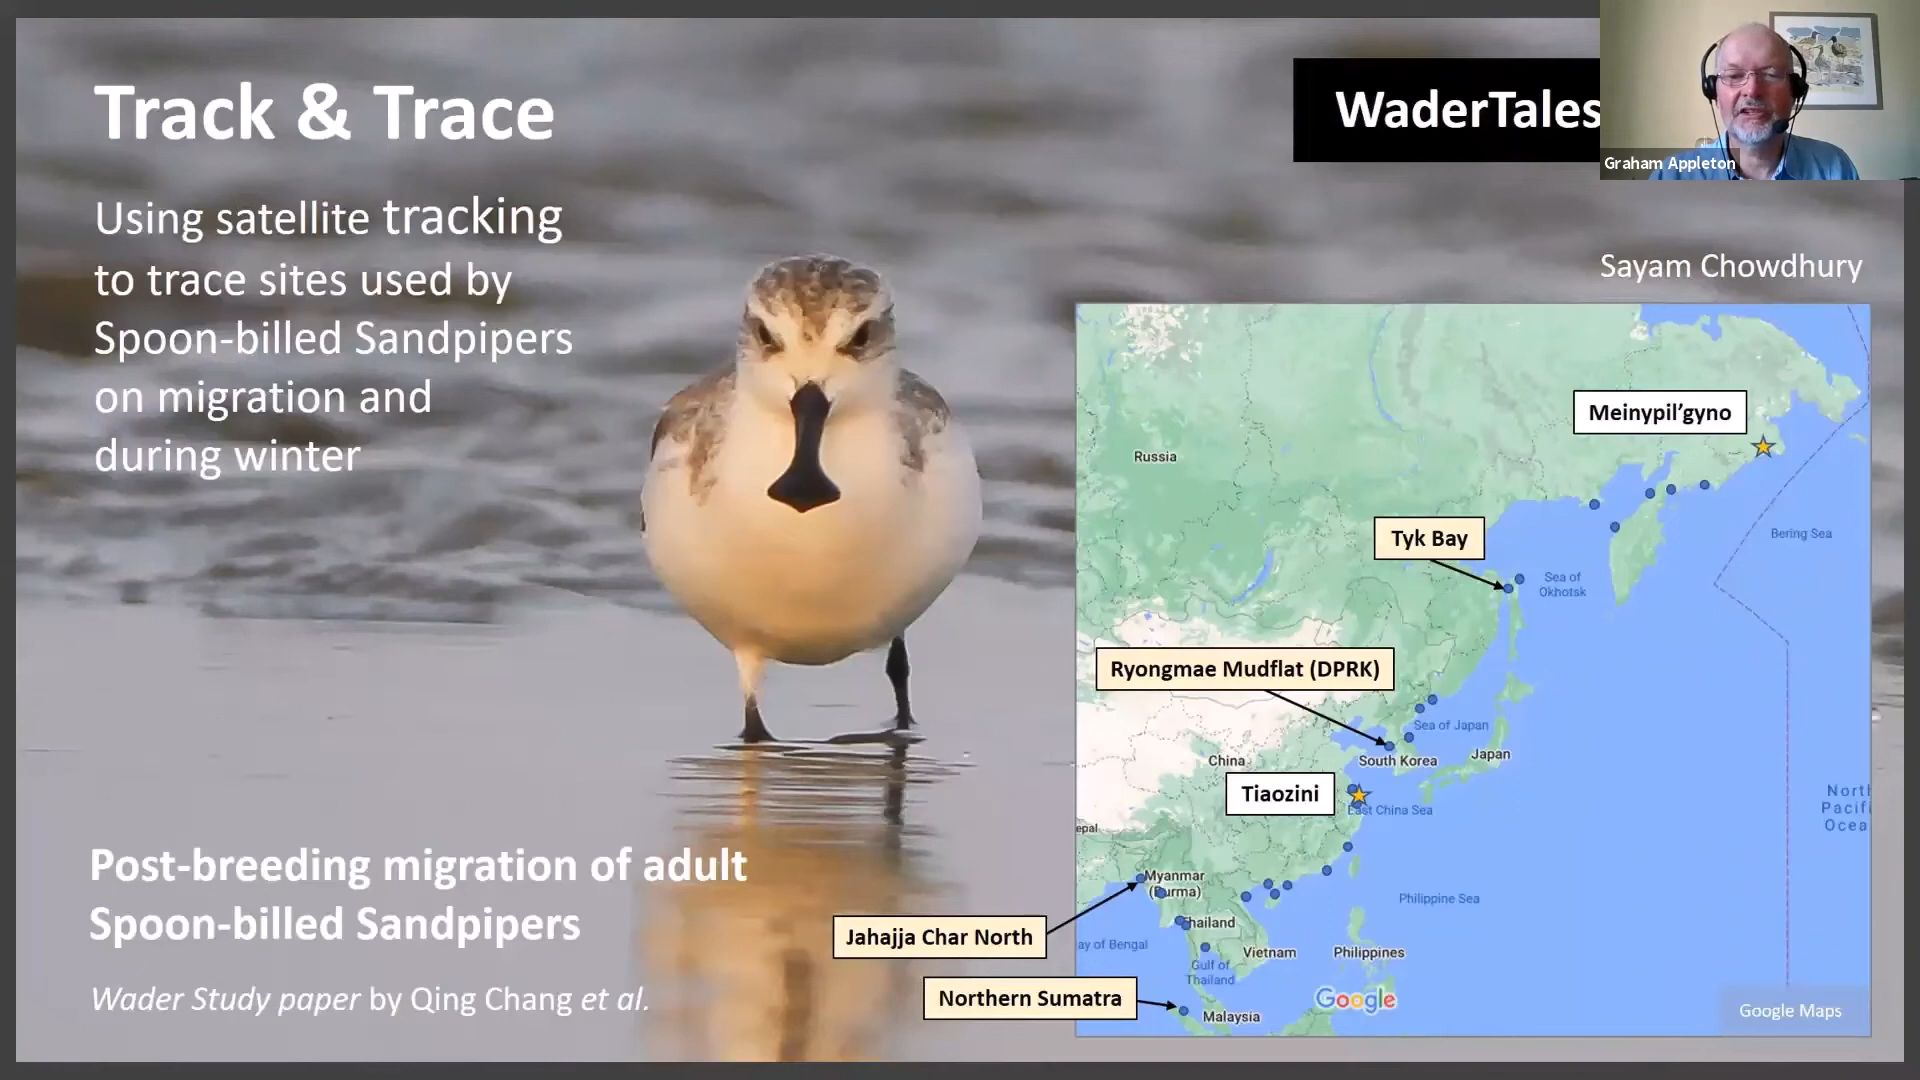 Track & Trace
WaderTales
Graham Appleton
Using satellite tracking
to trace sites used by
Spoon-billed Sandpipers
on migration and
during winter
Sayam Chowdhury
Meinypil'gyno
Russia
Bering Sea
Tyk Bay
Sea of
Okhotsk
Ryongmae Mudflat (DPRK)
Sea of Japan
Japan
China
South Korea
Tiaozini
East China Sea
North
Pacifi
Ocea
epal
Post-breeding migration of adult
Spoon-billed Sandpipers
Myanmar
(Burma)
Philippine Sea
Thailand
Jahajja Char North
ay of Bengal
Vietnam
Philippines
Gulf of
Thailand
Wader Study paper by Qing Chang et al.
Northern Sumatra
Google
Malaysia
Google Maps